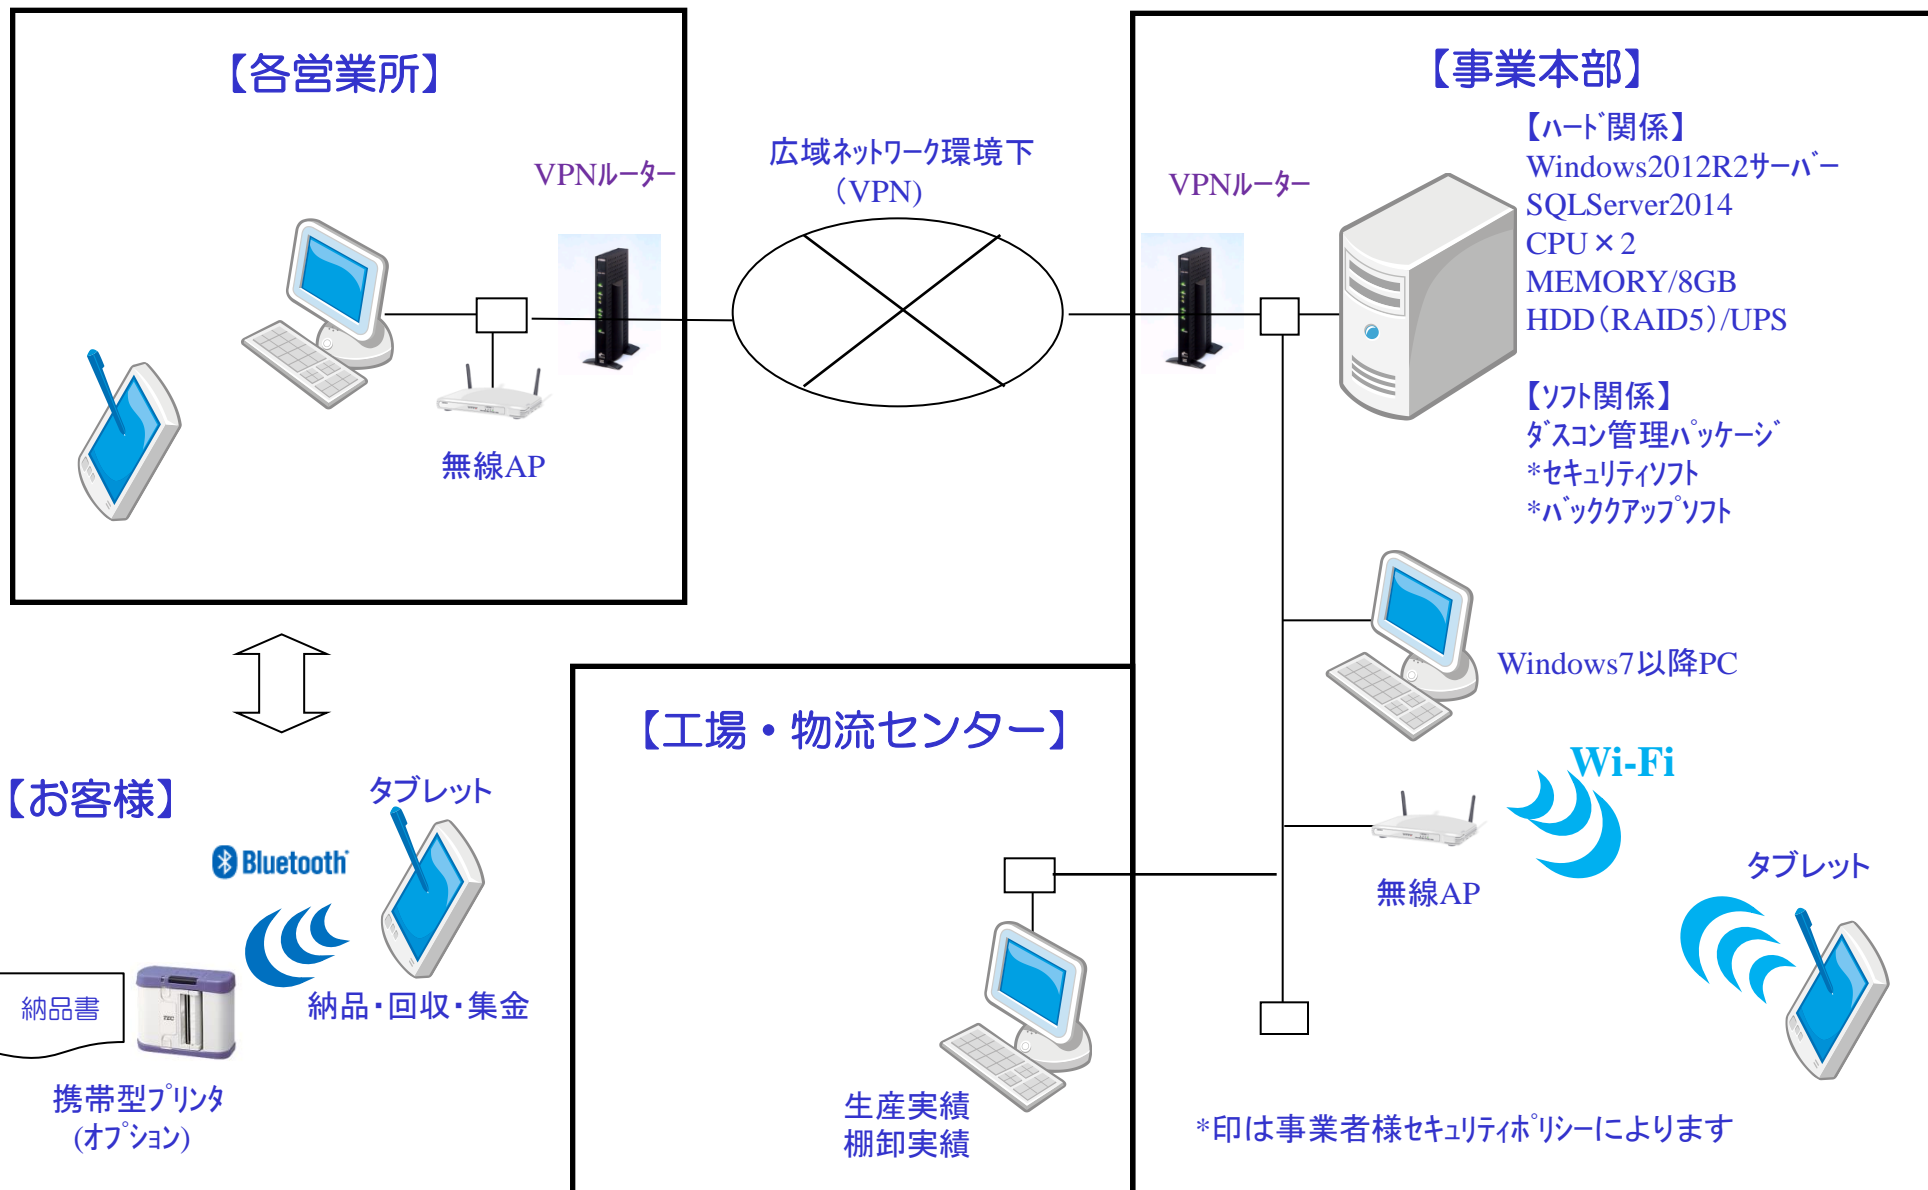 【各営業所】
VPNルーター
無線AP
広域ネットワーク環境下
（VPN)
【事業本部】
VPNルーター
【ﾊｰﾄﾞ関係】
Windows2012R2ｻｰﾊﾞｰ
SQLServer2014
CPU×2
MEMORY/8GB
HDD（RAID5）/UPS
【ｿﾌﾄ関係】
ﾀﾞｽｺﾝ管理ﾊﾟｯｹｰｼﾞ
*ｾｷｭﾘﾃｨｿﾌﾄ
*ﾊﾞｯｸｸｱｯﾌﾟｿﾌﾄ
Windows7以降PC
Wi-Fi
無線AP
タブレット
*印は事業者様ｾｷｭﾘﾃｨﾎﾟﾘｼｰによります
【工場・物流センター】
生産実績
棚卸実績
【お客様】
タブレット
Bluetooth
納品・回収・集金
納品書
TEC
携帯型ﾌﾟﾘﾝﾀ
(ｵﾌﾟｼｮﾝ)